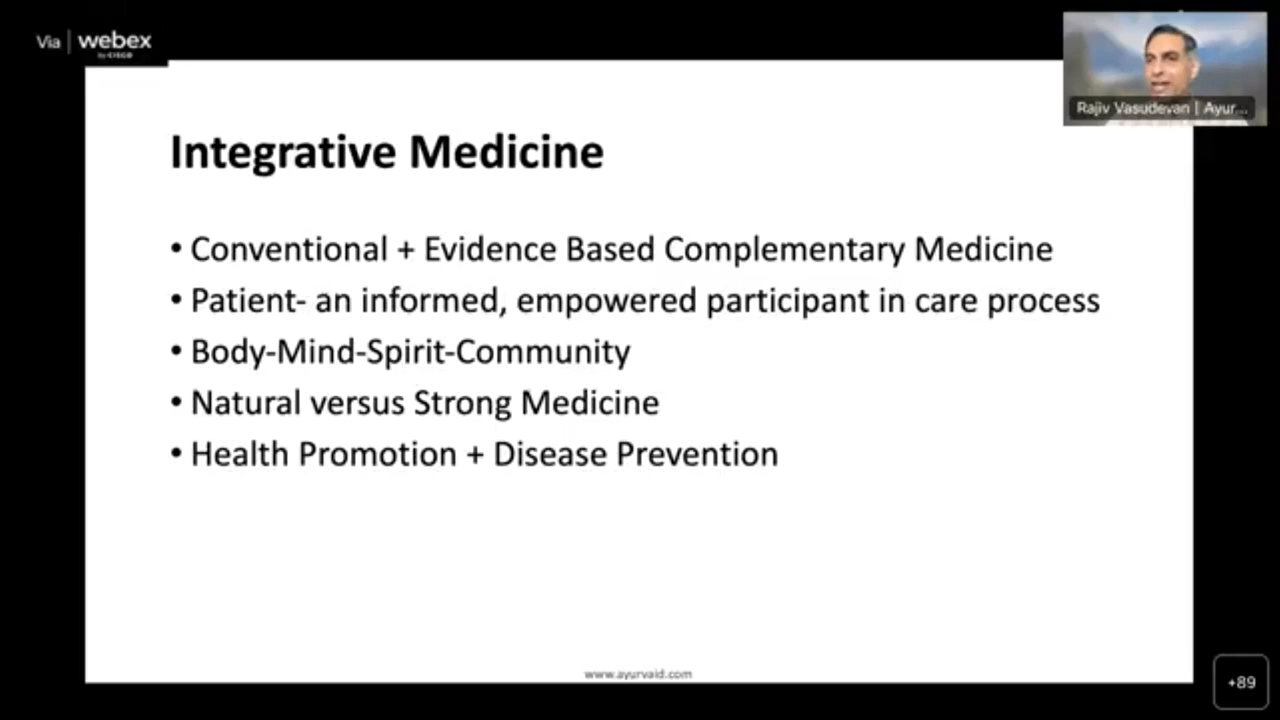 Via | webex
by CISCO
Rajiv Vasudevan | Ayur...
Integrative Medicine
• Conventional + Evidence Based Complementary Medicine
• Patient- an informed, empowered participant in care process
• Body-Mind-Spirit-Community
• Natural versus Strong Medicine
• Health Promotion + Disease Prevention
www.ayurvaid.com
+89